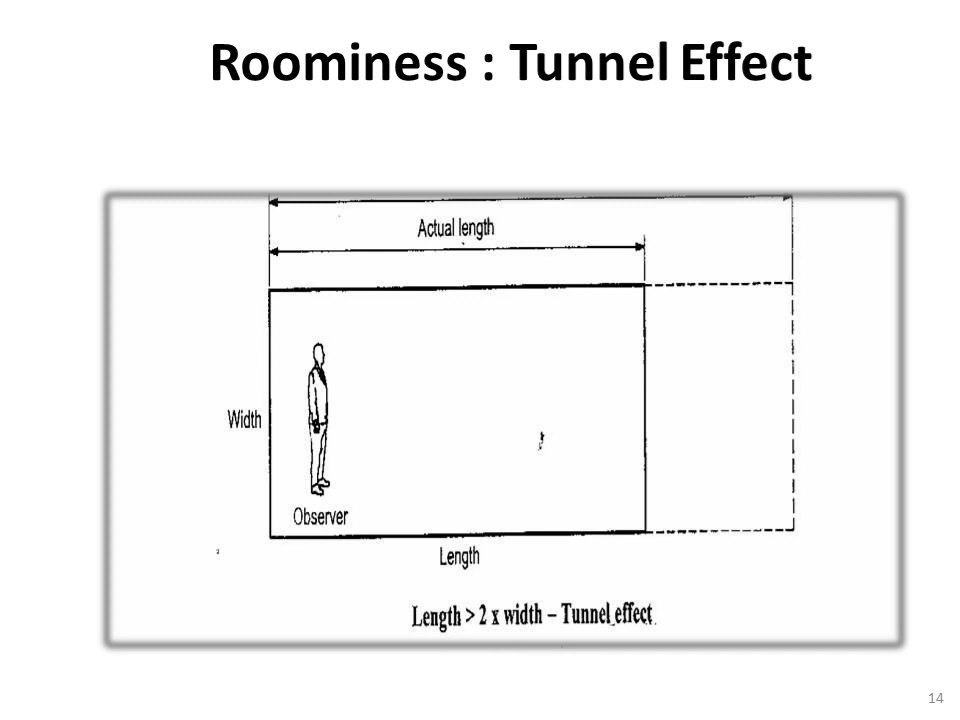 Roominess : Tunnel Effect
Actual length
Width
Observer
Length
Length > 2 x width – Tunnel effect
14